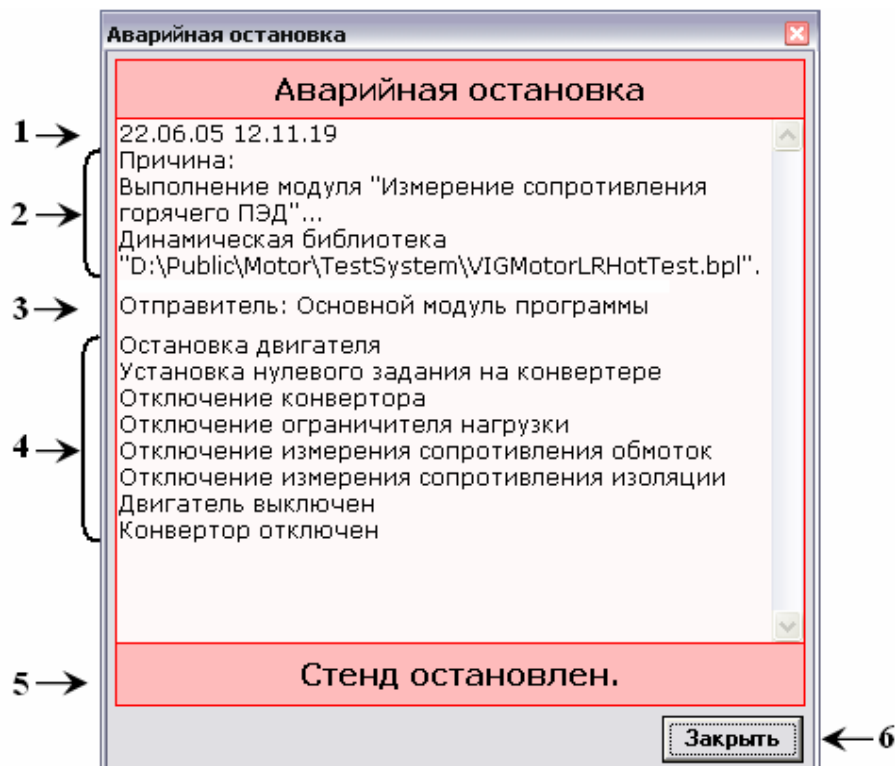 Аварийная остановка
Аварийная остановка
1
22.06.05 12.11.19
2
Причина:
Выполнение модуля "Измерение сопротивления
горячего ПЭД"...
Динамическая библиотека
"D:\Public\Motor\TestSystem\VIGMotorLRHotTest.bpl".
3
Отправитель: Основной модуль программы
4
Остановка двигателя
Установка нулевого задания на конвертере
Отключение конвертора
Отключение ограничителя нагрузки
Отключение измерения сопротивления обмоток
Отключение измерения сопротивления изоляции
Двигатель выключен
Конвертор отключен
5
Стенд остановлен.
Закрыть
6